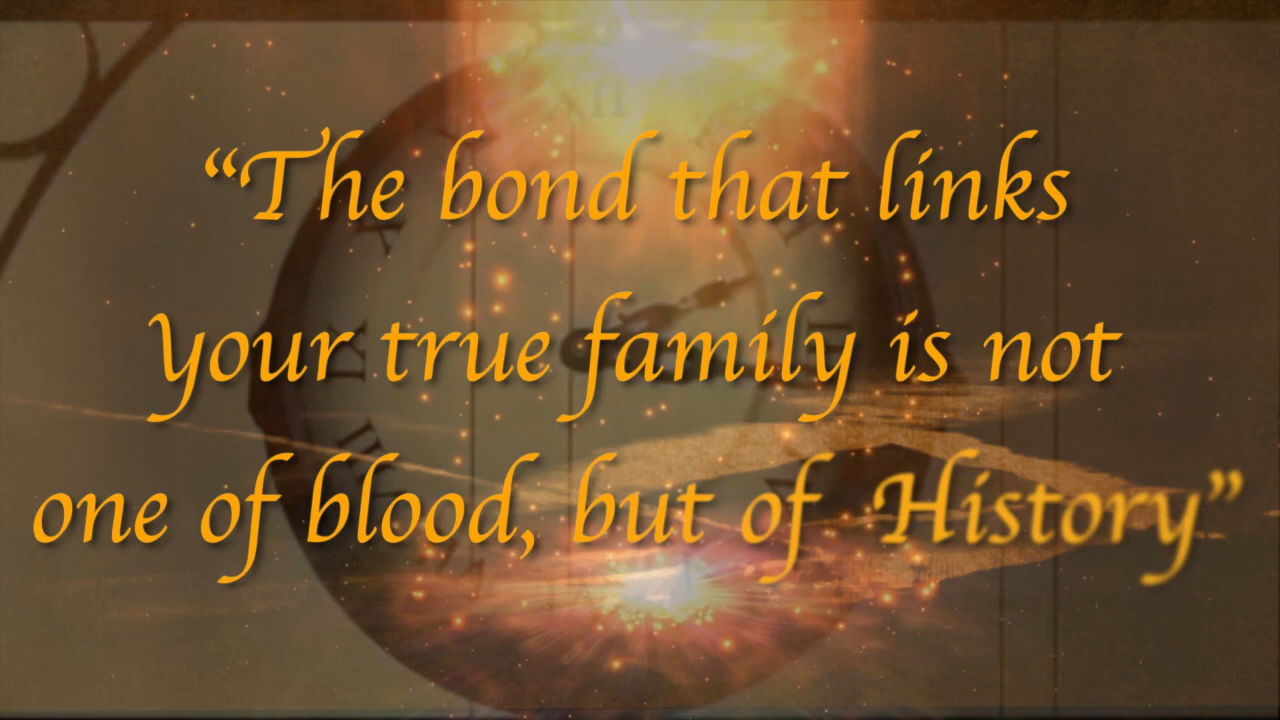 “The bond that links
your true family is not
one of blood, but of History”